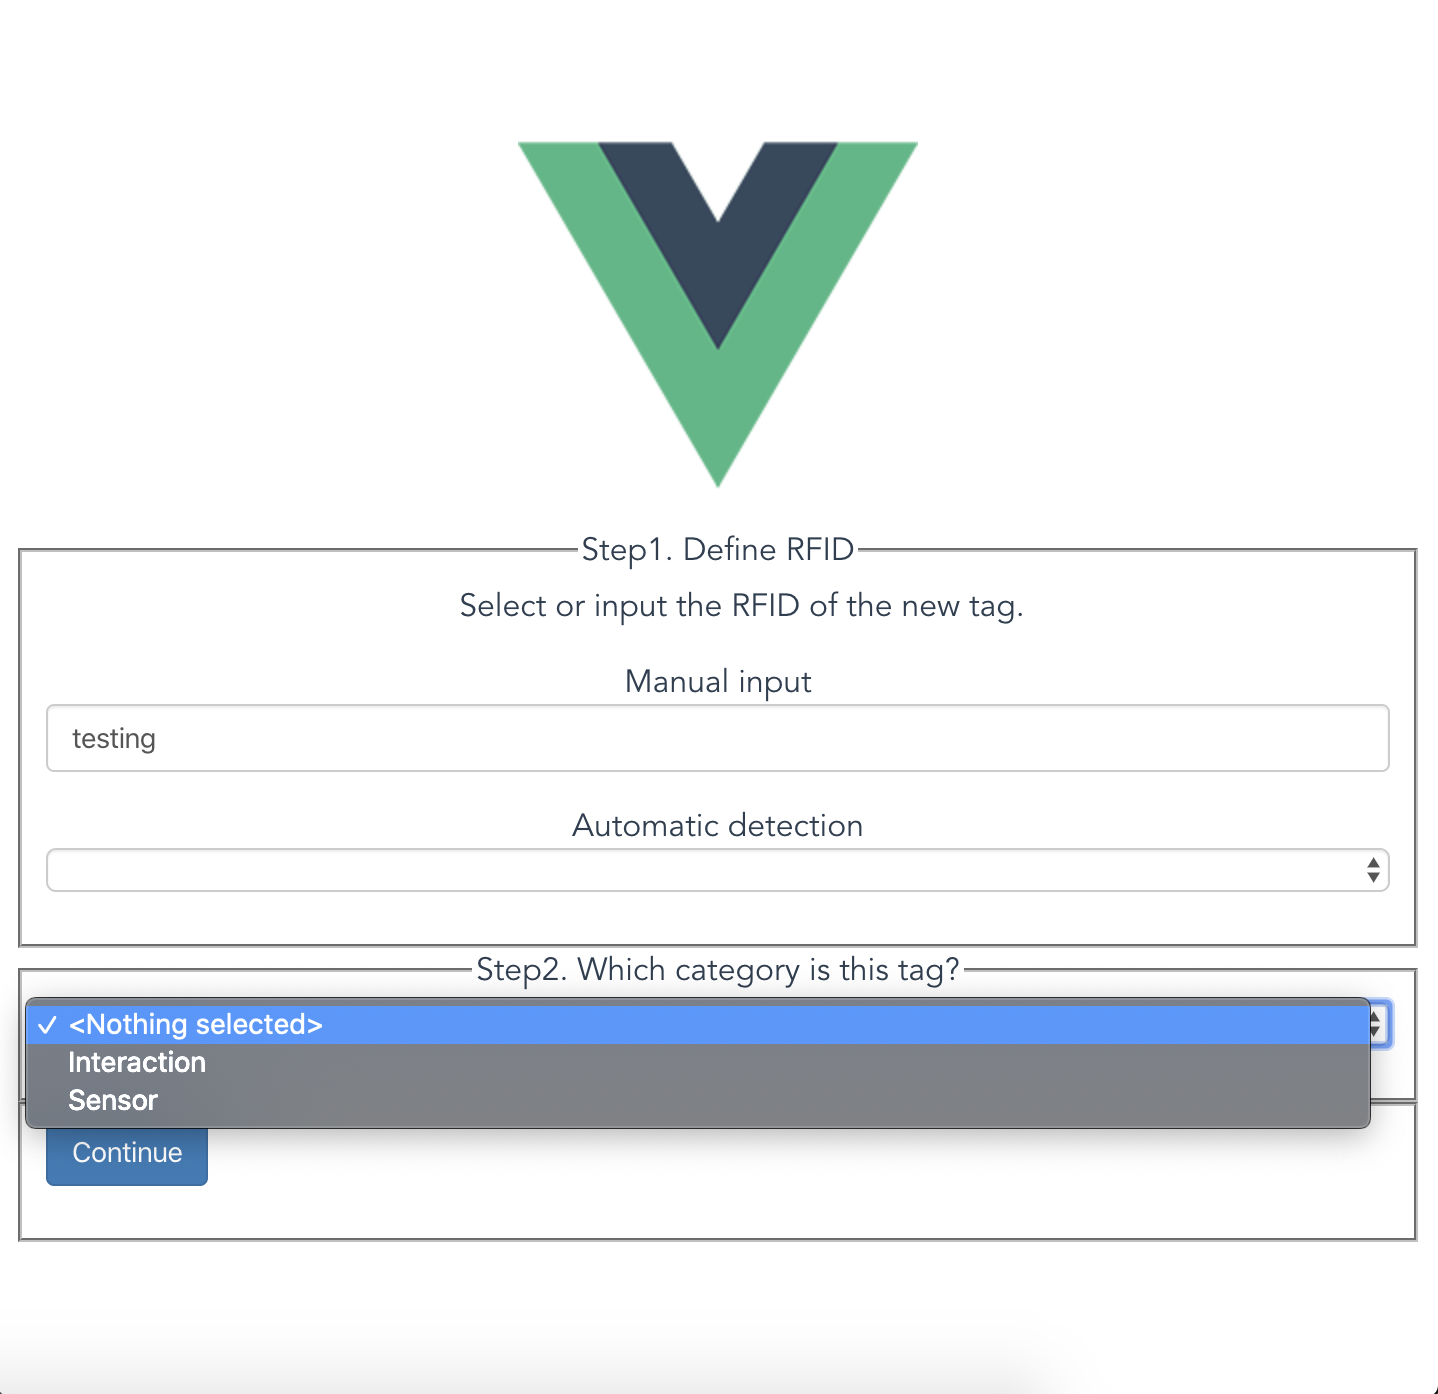 Step1. Define RFID
Select or input the RFID of the new tag.
Manual input
testing
Automatic detection
Step2. Which category is this tag?
✓ <Nothing selected>
Interaction
Sensor
Continue